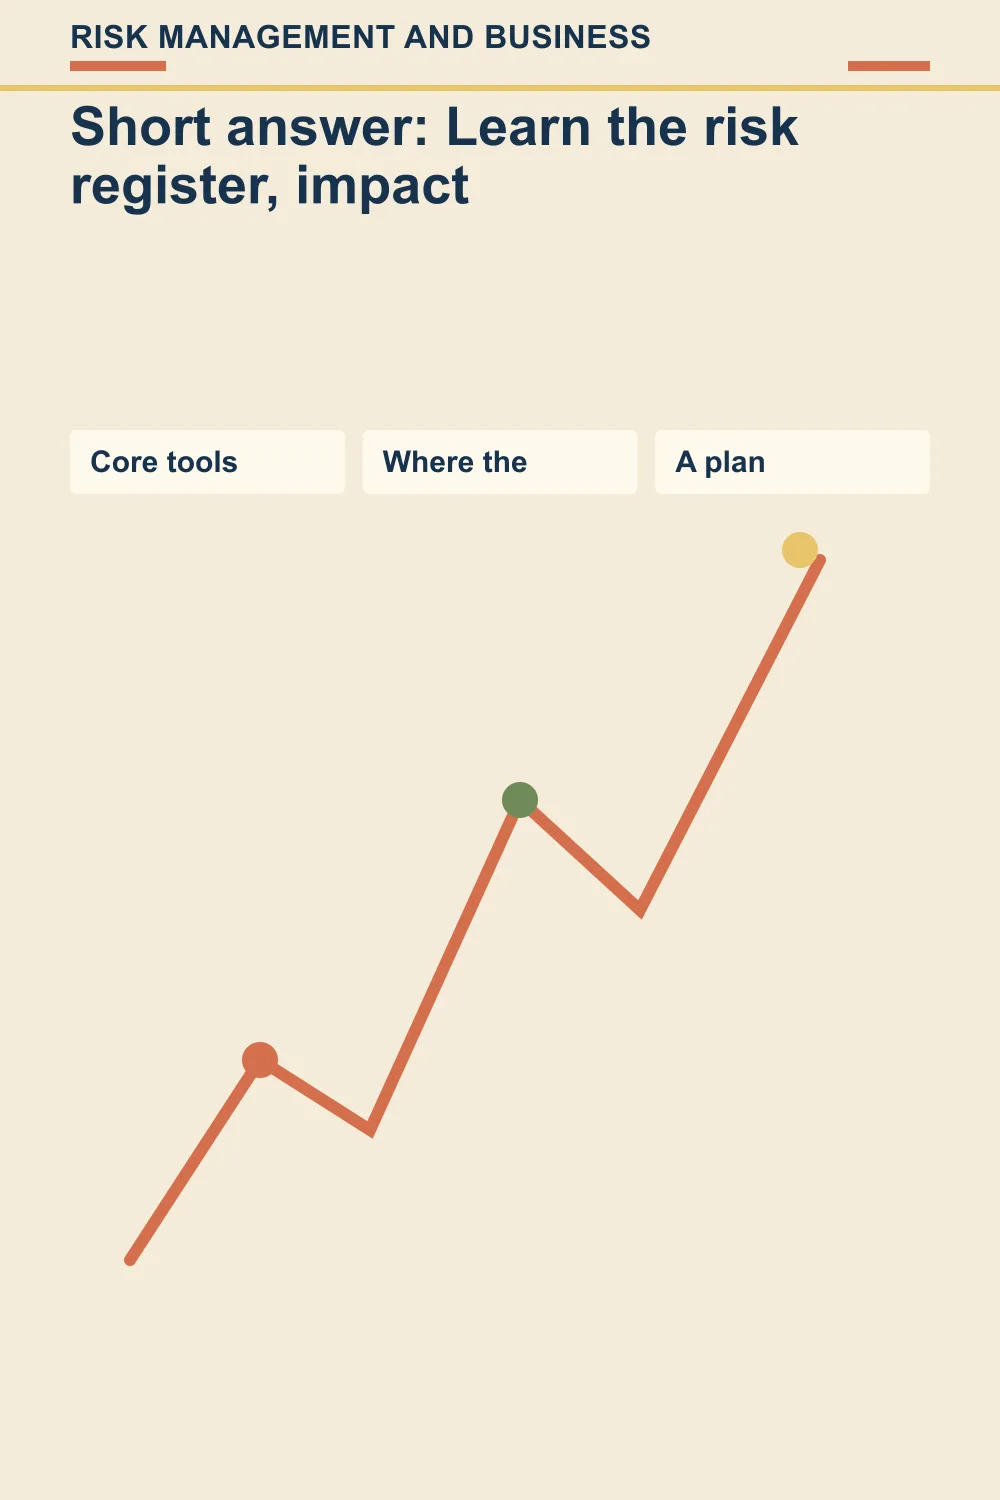 RISK MANAGEMENT AND BUSINESS
Short answer: Learn the risk
register, impact
Core tools
Where the
A plan